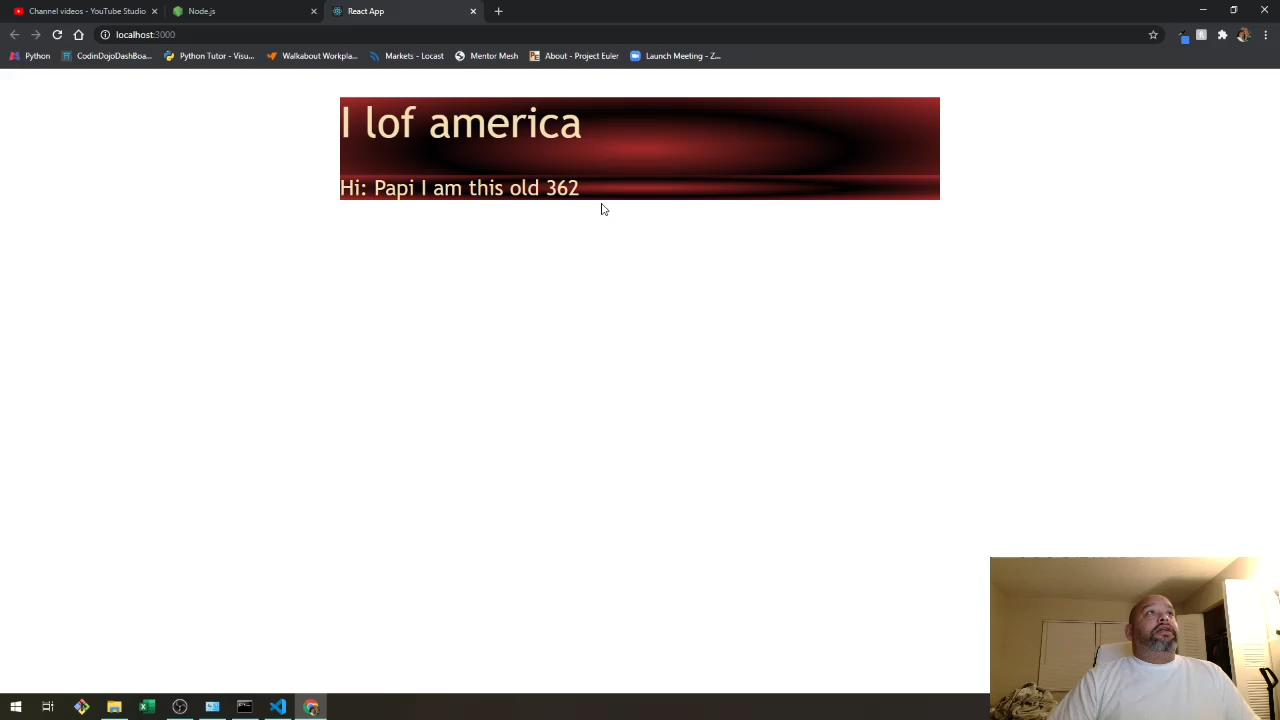 Channel videos - YouTube Studio
Node.js
React App
localhost:3000
Python
CodinDojoDashBoa...
Python Tutor - Visu...
Walkabout Workpla...
Markets - Locast
Mentor Mesh
About - Project Euler
Launch Meeting - Z...
I lof america
Hi: Papi I am this old 362